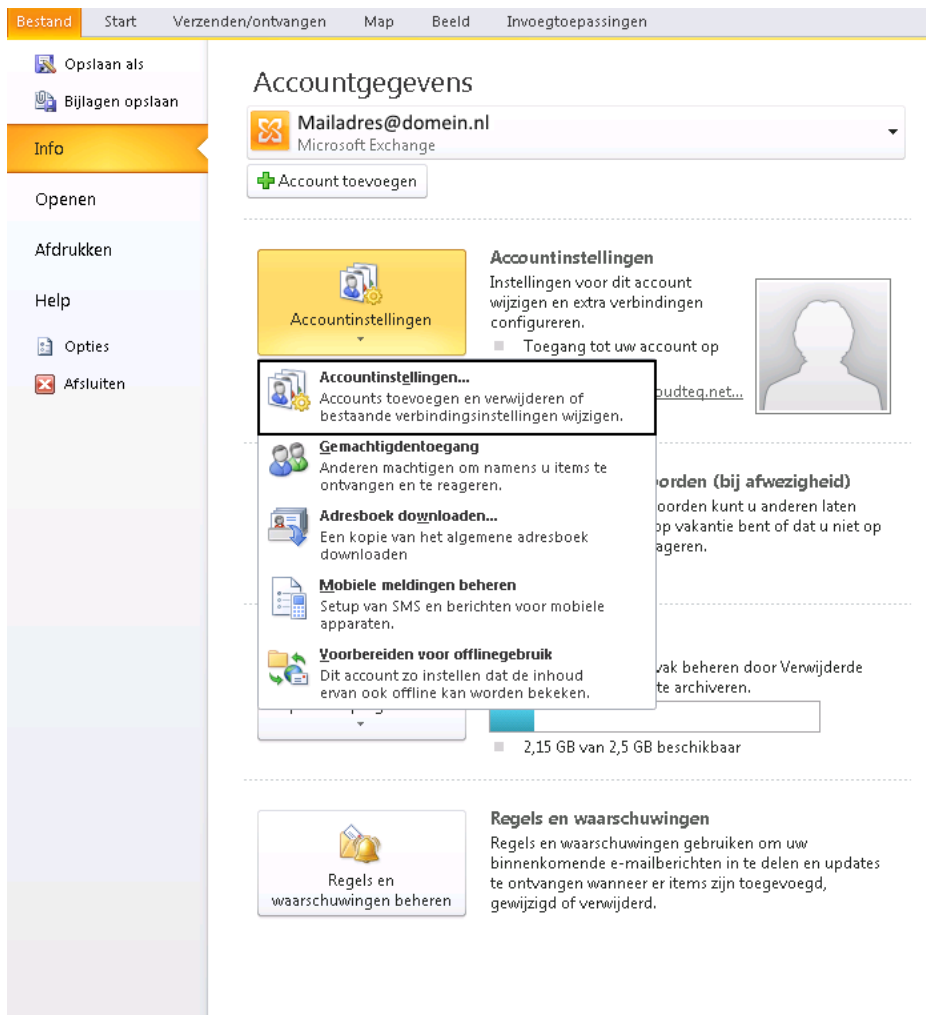 Bestand Start Verzenden/ontvangen Map Beeld Invoegtoepassingen
Opslaan als
Bijlagen opslaan
Info
Openen
Afdrukken
Help
Opties
Afsluiten
Accountgegevens
Mailadres@domein.nl
Microsoft Exchange
Account toevoegen
Accountinstellingen
Accountinstellingen
Instellingen voor dit account
wijzigen en extra verbindingen
configureren.
Toegang tot uw account op
oudteq.net...
Accountinstellingen...
Accounts toevoegen en verwijderen of
bestaande verbindingsinstellingen wijzigen.
Gemachtigdentoegang
Anderen machtigen om namens u items te
ontvangen en te reageren.
Adresboek downloaden...
Een kopie van het algemene adresboek
downloaden
Mobiele meldingen beheren
Setup van SMS en berichten voor mobiele
apparaten.
Voorbereiden voor offlinegebruik
Dit account zo instellen dat de inhoud
ervan ook offline kan worden bekeken.
orden (bij afwezigheid)
oorden kunt u anderen laten
op vakantie bent of dat u niet op
ageren.
vak beheren door Verwijderde
te archiveren.
2,15 GB van 2,5 GB beschikbaar
Regels en
waarschuwingen beheren
Regels en waarschuwingen
Regels en waarschuwingen gebruiken om uw
binnenkomende e-mailberichten in te delen en updates
te ontvangen wanneer er items zijn toegevoegd,
gewijzigd of verwijderd.